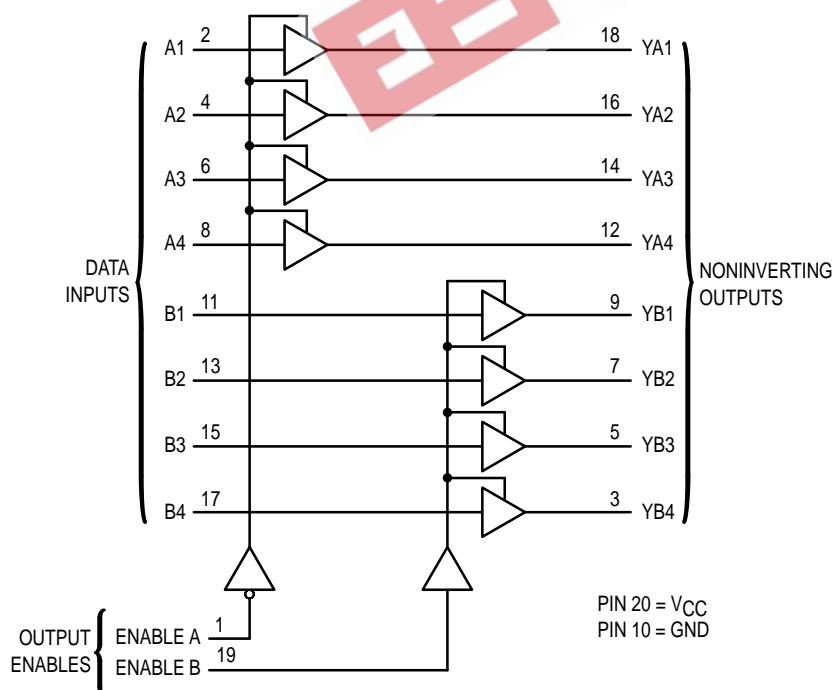 A1 2 18 YA1
A2 4 16 YA2
A3 6 14 YA3
A4 8 12 YA4
DATA
INPUTS
NONINVERTING
OUTPUTS
B1 11 9 YB1
B2 13 7 YB2
B3 15 5 YB3
B4 17 3 YB4
OUTPUT
ENABLES
ENABLE A 1
ENABLE B 19
PIN 20 = VCC
PIN 10 = GND